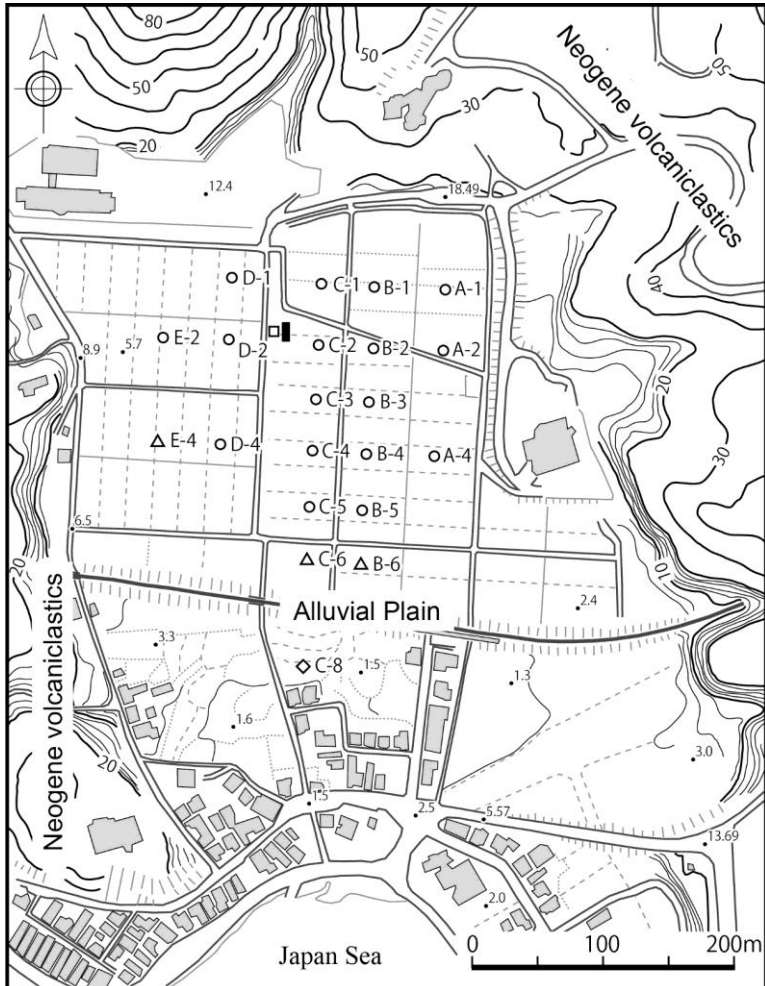 80
50
50
50
30
20
Neogene volcaniclastics
12.4
18.49
40
D-1
C-1
B-1
A-1
E-2
D-2
C-2
B-2
A-2
8.9
5.7
C-3
B-3
20
E-4
D-4
C-4
B-4
A-4
30
C-5
B-5
6.5
20
C-6
B-6
10
2.4
Alluvial Plain
3.3
C-8
1.5
1.3
1.6
3.0
Neogene volcaniclastics
20
1.5
2.5
5.57
13.69
2.0
Japan Sea
0
100
200m